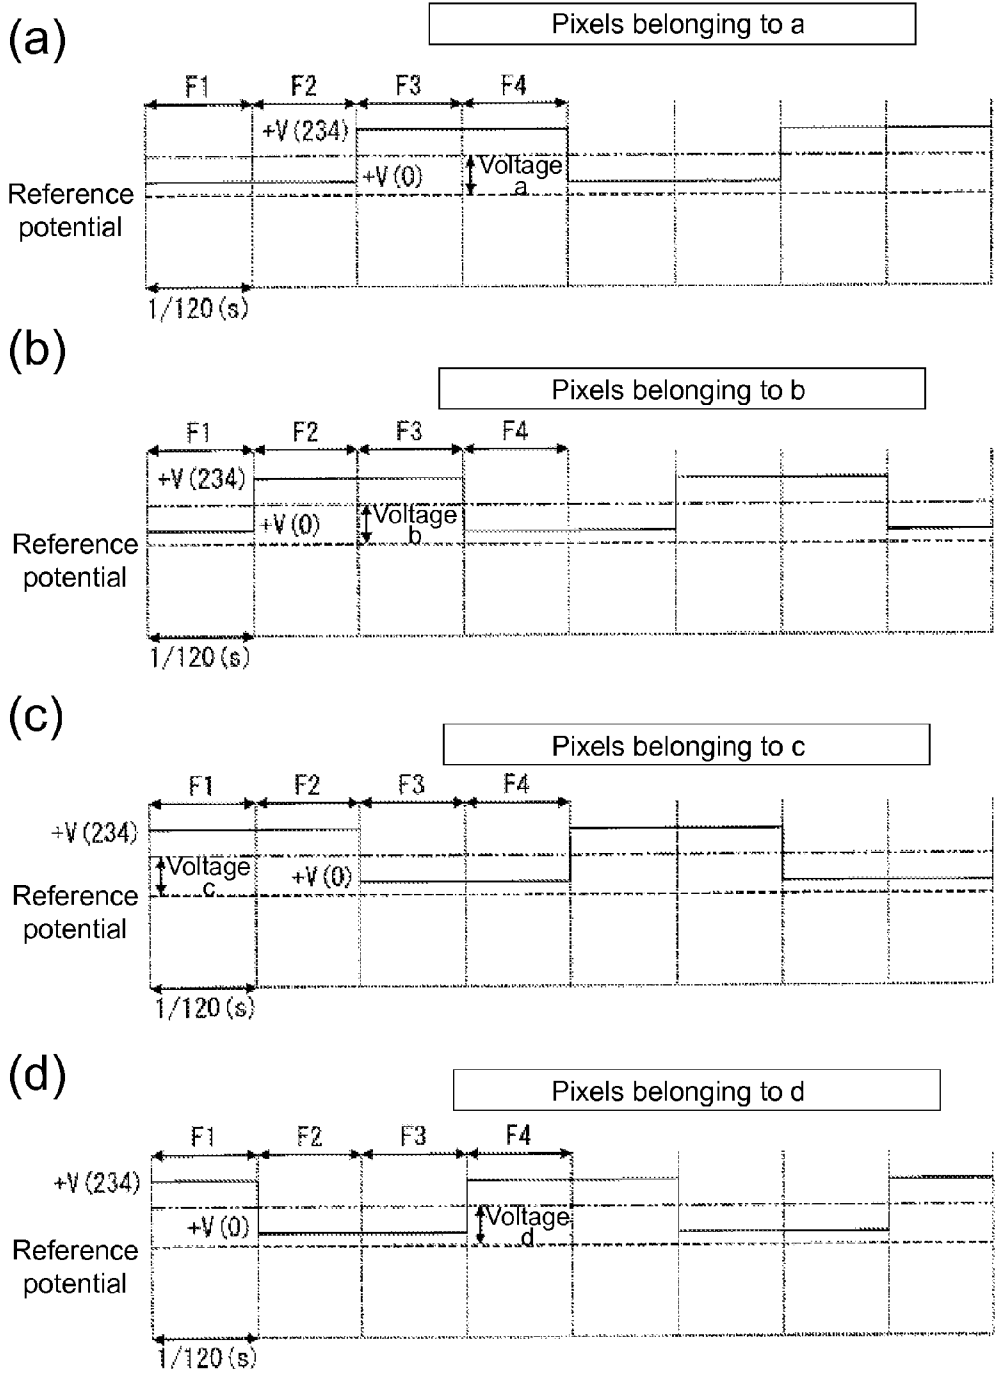 (a)
Pixels belonging to a
F1 F2 F3 F4
+V(234)
Voltage
a
+V(0)
Reference
potential
1/120(s)
(b)
Pixels belonging to b
F1 F2 F3 F4
+V(234)
Voltage
b
+V(0)
Reference
potential
1/120(s)
(c)
Pixels belonging to c
F1 F2 F3 F4
+V(234)
Voltage
c
+V(0)
Reference
potential
1/120(s)
(d)
Pixels belonging to d
F1 F2 F3 F4
+V(234)
+V(0)
Voltage
d
Reference
potential
1/120(s)